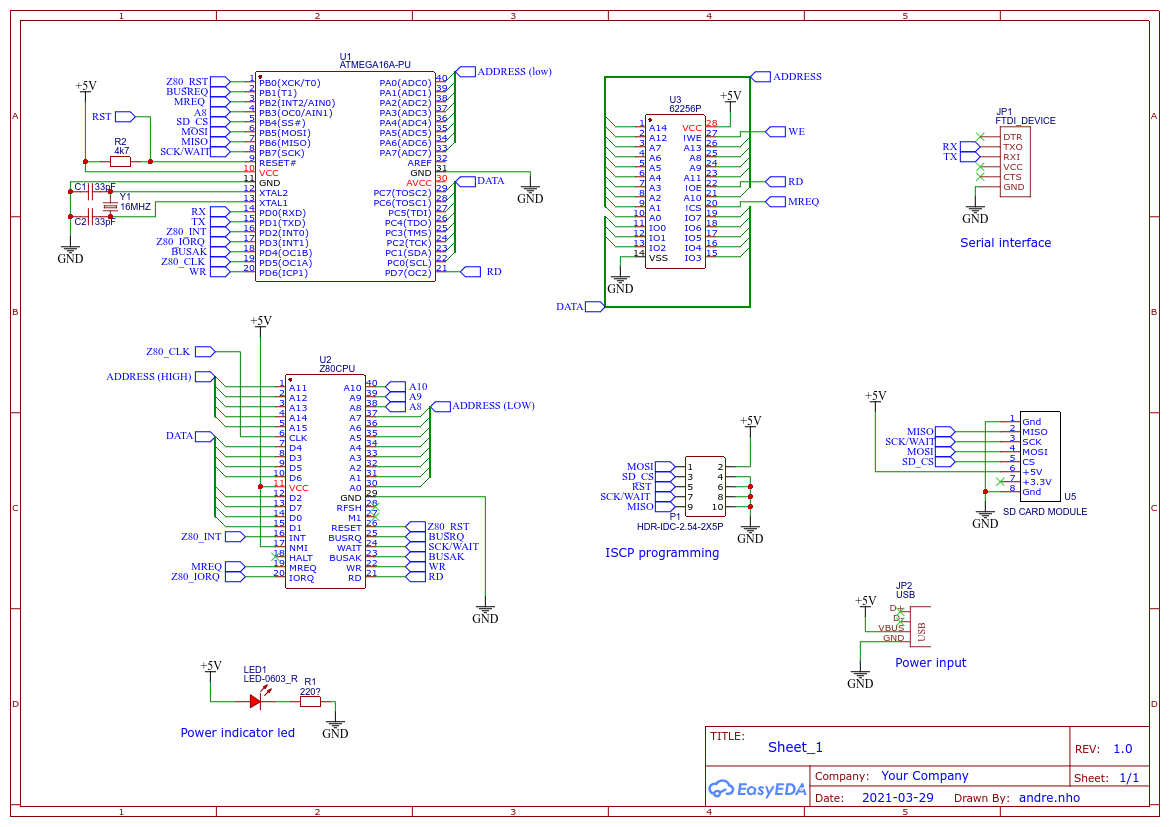 1 2 3 4 5
A
B
C
D
U1
ATMEGA16A-PU
+5V
RST
R2
4k7
C1 33pF
Y1
16MHZ
C2 33pF
GND
Z80_RST 1 PB0(XCK/T0) PA0(ADC0) 40
BUSREQ 2 PB1(T1) PA1(ADC1) 39
MREQ 3 PB2(INT2/AIN0) PA2(ADC2) 38
A8 4 PB3(OC0/AIN1) PA3(ADC3) 37
SD_CS 5 PB4(SS#) PA4(ADC4) 36
MOSI 6 PB5(MOSI) PA5(ADC5) 35
MISO 7 PB6(MISO) PA6(ADC6) 34
SCK/WAIT 8 PB7(SCK) PA7(ADC7) 33
9 RESET# AREF 32
10 VCC GND 31
11 GND AVCC 30
12 XTAL2 PC7(TOSC2) 29
13 XTAL1 PC6(TOSC1) 28
RX 14 PD0(RXD) PC5(TDI) 27
TX 15 PD1(TXD) PC4(TDO) 26
Z80_INT 16 PD2(INT0) PC3(TMS) 25
Z80_IORQ 17 PD3(INT1) PC2(TCK) 24
BUSAK 18 PD4(OC1B) PC1(SDA) 23
Z80_CLK 19 PD5(OC1A) PC0(SCL) 22
WR 20 PD6(ICP1) PD7(OC2) 21 RD
ADDRESS (low)
GND
DATA
ADDRESS
U3
62256P
+5V
1 A14 VCC 28
2 A12 !WE 27 WE
3 A7 A13 26
4 A6 A8 25
5 A5 A9 24
6 A4 A11 23
7 A3 !OE 22 RD
8 A2 A10 21
9 A1 !CS 20 MREQ
10 A0 IO7 19
11 IO0 IO6 18
12 IO1 IO5 17
13 IO2 IO4 16
14 VSS IO3 15
GND
DATA
JP1
FTDI_DEVICE
DTR
RX TXO
TX RXI
VCC
CTS
GND
GND
Serial interface
+5V
Z80_CLK
ADDRESS (HIGH)
DATA
U2
Z80CPU
1 A11 A10 40 A10
2 A12 A9 39 A9
3 A13 A8 38 A8
4 A14 A7 37
5 A15 A6 36
6 CLK A5 35
7 D4 A4 34
8 D3 A3 33
9 D5 A2 32
10 D6 A1 31
11 VCC A0 30
12 D2 GND 29
13 D7 RFSH 28
14 D0 M1 27
15 D1 RESET 26 Z80_RST
Z80_INT 16 INT BUSRQ 25 BUSRQ
17 NMI WAIT 24 SCK/WAIT
18 HALT BUSAK 23 BUSAK
MREQ 19 MREQ WR 22 WR
Z80_IORQ 20 IORQ RD 21 RD
ADDRESS (LOW)
GND
+5V
MOSI 1 2
SD_CS 3 4
RST 5 6
SCK/WAIT 7 8
MISO 9 10
P1
HDR-IDC-2.54-2X5P
GND
ISCP programming
+5V
1 Gnd
MISO 2 MISO
SCK/WAIT 3 SCK
MOSI 4 MOSI
SD_CS 5 CS
6 +5V
7 +3.3V
8 Gnd
U5
SD CARD MODULE
GND
JP2
USB
+5V
D+
D-
VBUS
GND
USB
GND
Power input
+5V
LED1
LED-0603_R
R1
220?
GND
Power indicator led
TITLE:
Sheet_1
REV: 1.0
EasyEDA
Company: Your Company
Sheet: 1/1
Date: 2021-03-29 Drawn By: andre.nho
A
B
C
D
1 2 3 4 5